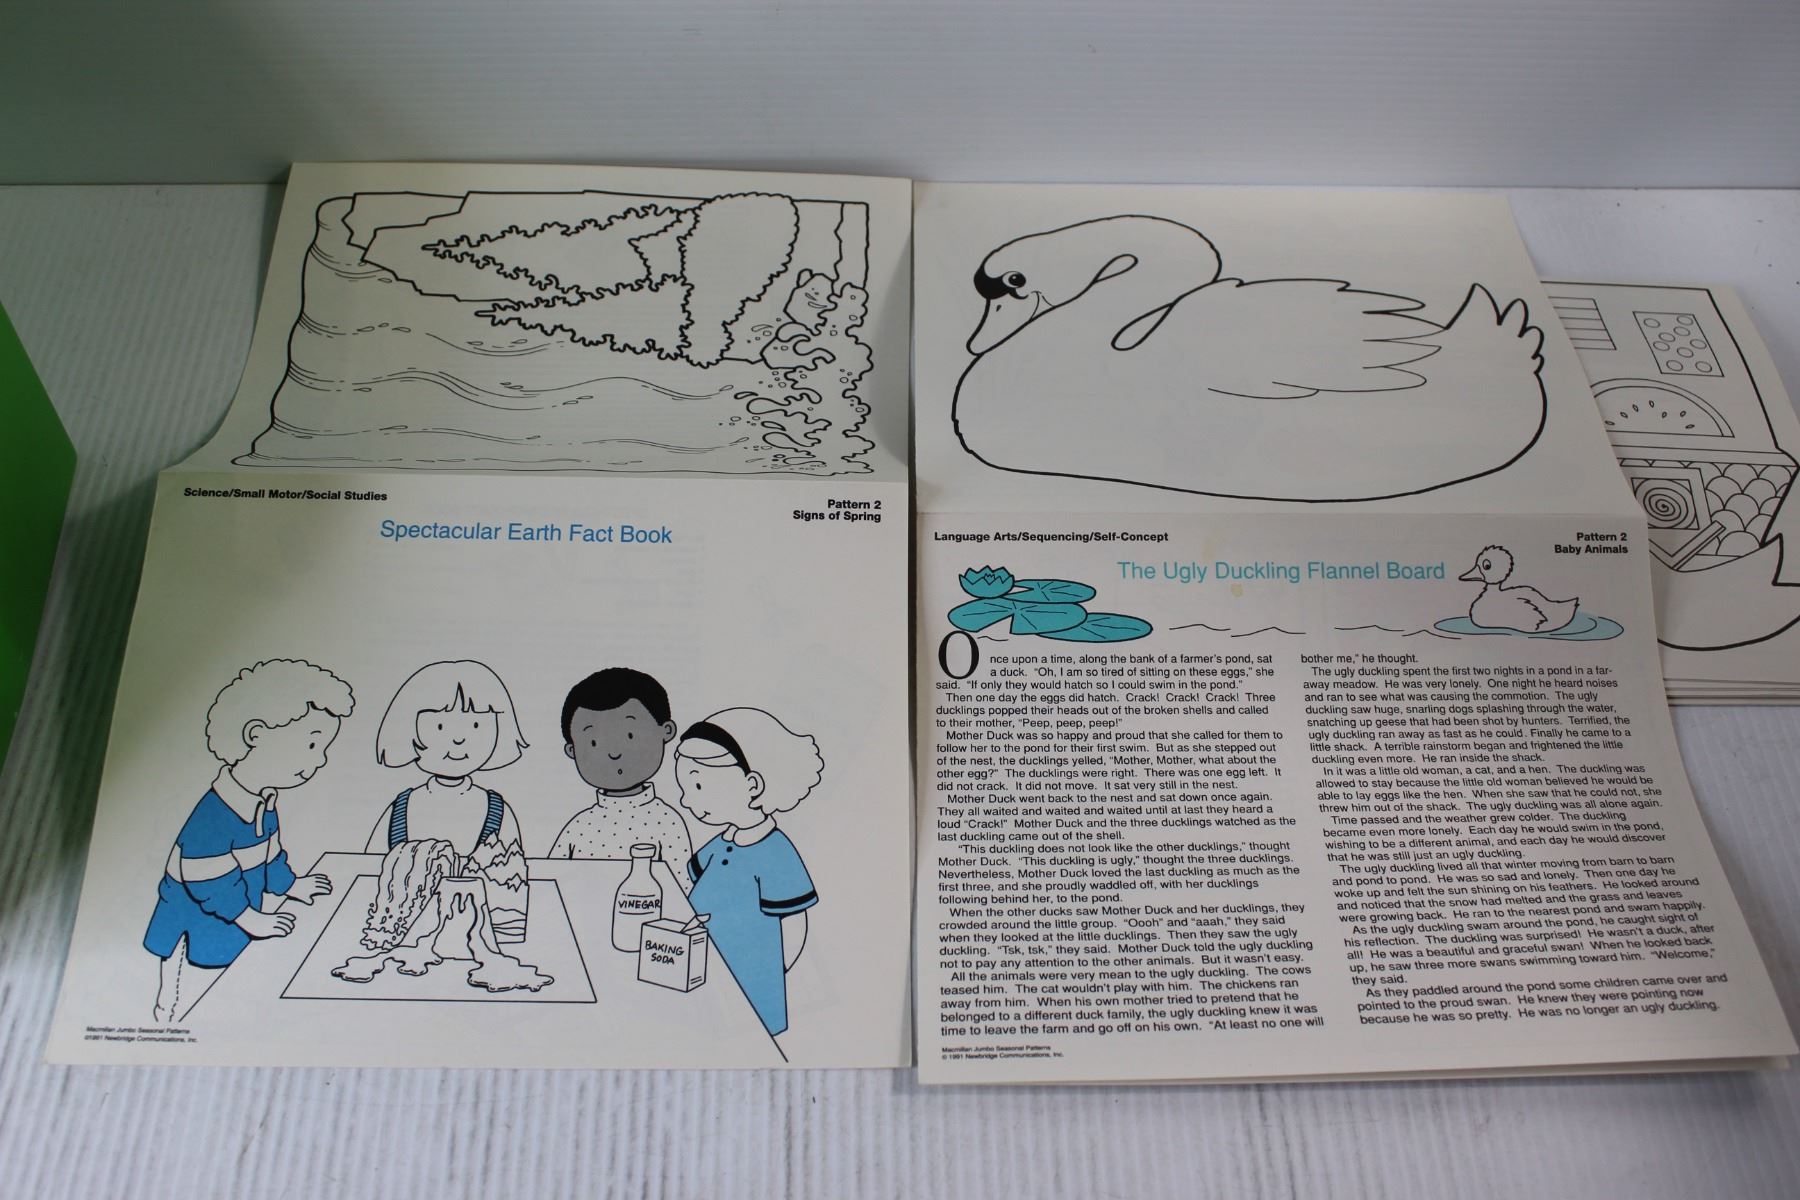 Science/Small Motor/Social Studies
Pattern 2
Signs of Spring
Spectacular Earth Fact Book
VINEGAR
BAKING
SODA
Macmillan Jumbo Seasonal Patterns
©1991 Newbridge Communications, Inc.
Language Arts/Sequencing/Self-Concept
Pattern 2
Baby Animals
The Ugly Duckling Flannel Board
Once upon a time, along the bank of a farmer's pond, sat
a duck. "Oh, I am so tired of sitting on these eggs," she
said. "If only they would hatch so I could swim in the pond."
Then one day the eggs did hatch. Crack! Crack! Crack! Three
ducklings popped their heads out of the broken shells and called
to their mother, "Peep, peep, peep!"
Mother Duck was so happy and proud that she called for them to
follow her to the pond for their first swim. But as she stepped out
of the nest, the ducklings yelled, "Mother, Mother, what about the
other egg?" The ducklings were right. There was one egg left. It
did not crack. It did not move. It sat very still in the nest.
Mother Duck went back to the nest and sat down once again.
They all waited and waited and waited until at last they heard a
loud "Crack!" Mother Duck and the three ducklings watched as the
last duckling came out of the shell.
"This duckling does not look like the other ducklings," thought
Mother Duck. "This duckling is ugly," thought the three ducklings.
Nevertheless, Mother Duck loved the last duckling as much as the
first three, and she proudly waddled off, with her ducklings
following behind her, to the pond.
When the other ducks saw Mother Duck and her ducklings, they
crowded around the little group. "Oooh" and "aaah," they said
when they looked at the little ducklings. Then they saw the ugly
duckling. "Tsk, tsk," they said. Mother Duck told the ugly duckling
not to pay any attention to the other animals. But it wasn't easy.
All the animals were very mean to the ugly duckling. The cows
teased him. The cat wouldn't play with him. The chickens ran
away from him. When his own mother tried to pretend that he
belonged to a different duck family, the ugly duckling knew it was
time to leave the farm and go off on his own. "At least no one will
bother me," he thought.
The ugly duckling spent the first two nights in a pond in a far-
away meadow. He was very lonely. One night he heard noises
and ran to see what was causing the commotion. The ugly
duckling saw huge, snarling dogs splashing through the water,
snatching up geese that had been shot by hunters. Terrified, the
ugly duckling ran away as fast as he could. Finally he came to a
little shack. A terrible rainstorm began and frightened the little
duckling even more. He ran inside the shack.
In it was a little old woman, a cat, and a hen. The duckling was
allowed to stay because the little old woman believed he would be
able to lay eggs like the hen. When she saw that he could not, she
threw him out of the shack. The ugly duckling was all alone again.
Time passed and the weather grew colder. The duckling
became even more lonely. Each day he would swim in the pond,
wishing to be a different animal, and each day he would discover
that he was still just an ugly duckling.
The ugly duckling lived all that winter moving from barn to barn
and pond to pond. He was so sad and lonely. Then one day he
woke up and felt the sun shining on his feathers. He looked around
and noticed that the snow had melted and the grass and leaves
were growing back. He ran to the nearest pond and swam happily.
As the ugly duckling swam around the pond, he caught sight of
his reflection. The duckling was surprised! He wasn't a duck, after
all! He was a beautiful and graceful swan! When he looked back
up, he saw three more swans swimming toward him. "Welcome,"
they said.
As they paddled around the pond some children came over and
pointed to the proud swan. He knew they were pointing now
because he was so pretty. He was no longer an ugly duckling.
Macmillan Jumbo Seasonal Patterns
© 1991 Newbridge Communications, Inc.